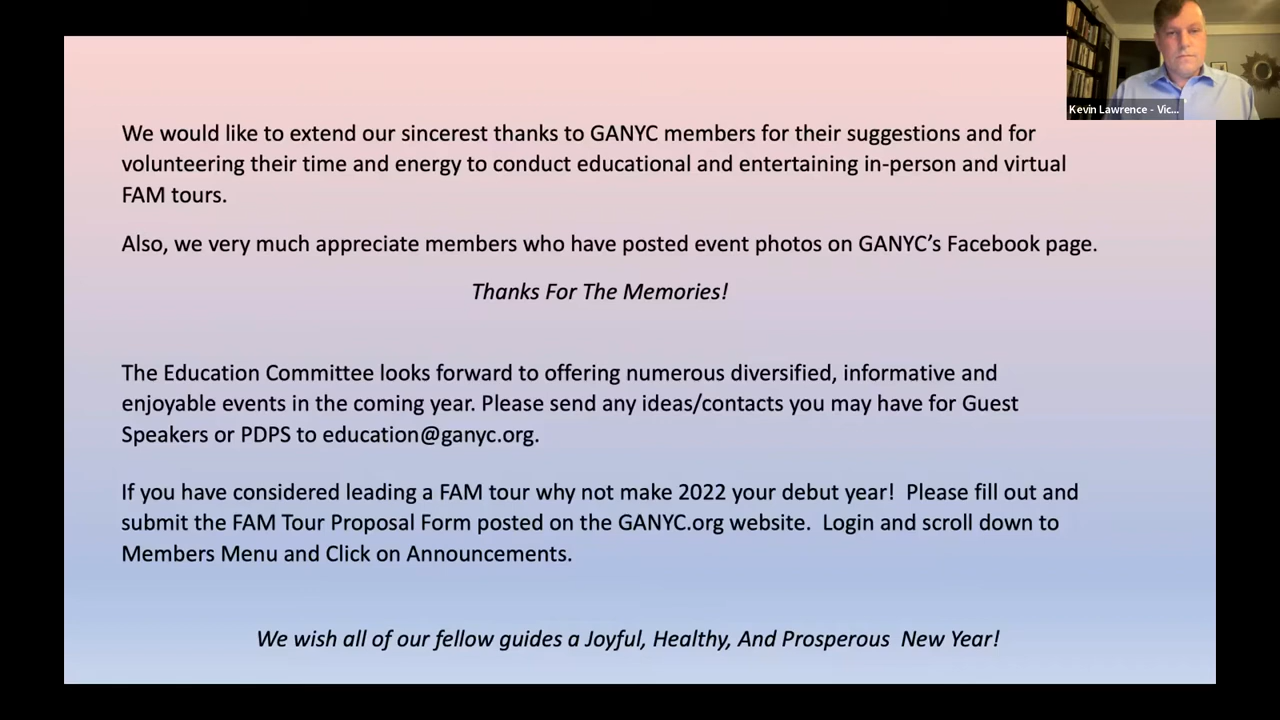 Kevin Lawrence - Vic...
We would like to extend our sincerest thanks to GANYC members for their suggestions and for
volunteering their time and energy to conduct educational and entertaining in-person and virtual
FAM tours.
Also, we very much appreciate members who have posted event photos on GANYC’s Facebook page.
Thanks For The Memories!
The Education Committee looks forward to offering numerous diversified, informative and
enjoyable events in the coming year. Please send any ideas/contacts you may have for Guest
Speakers or PDPS to education@ganyc.org.
If you have considered leading a FAM tour why not make 2022 your debut year!  Please fill out and
submit the FAM Tour Proposal Form posted on the GANYC.org website.  Login and scroll down to
Members Menu and Click on Announcements.
We wish all of our fellow guides a Joyful, Healthy, And Prosperous  New Year!